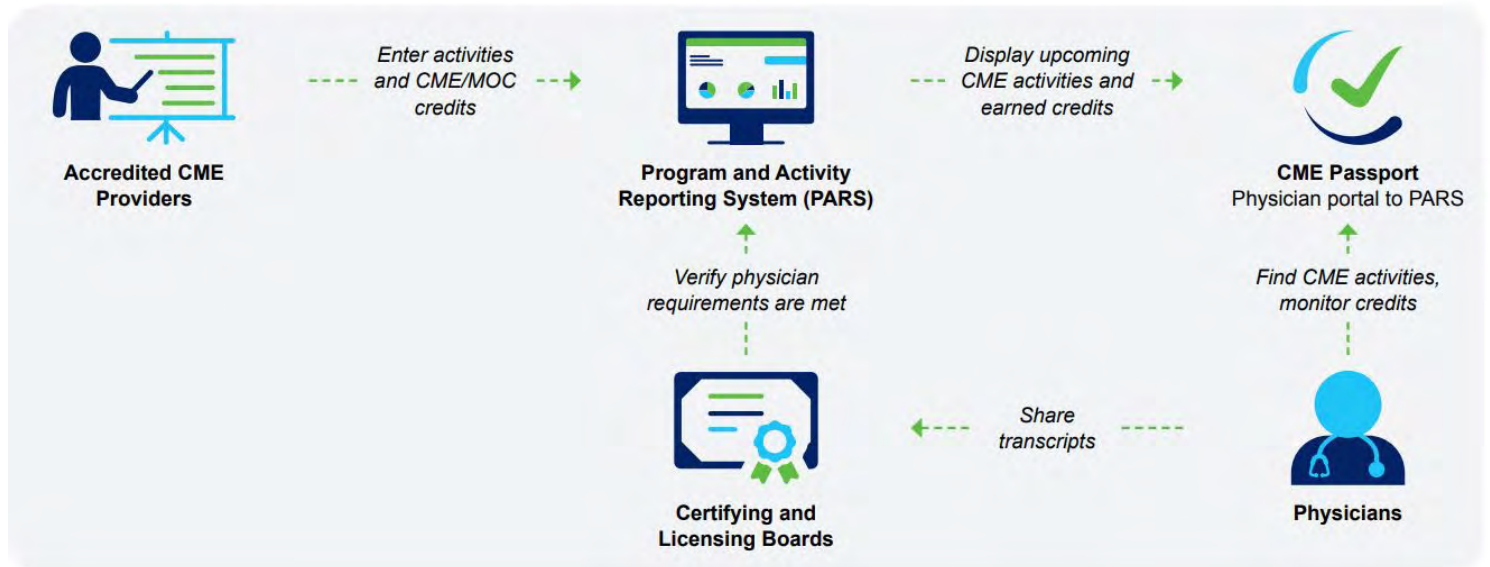 Enter activities
and CME/MOC
credits
Display upcoming
CME activities and
earned credits
Accredited CME
Providers
Program and Activity
Reporting System (PARS)
CME Passport
Physician portal to PARS
Verify physician
requirements are met
Find CME activities,
monitor credits
Share
transcripts
Certifying and
Licensing Boards
Physicians